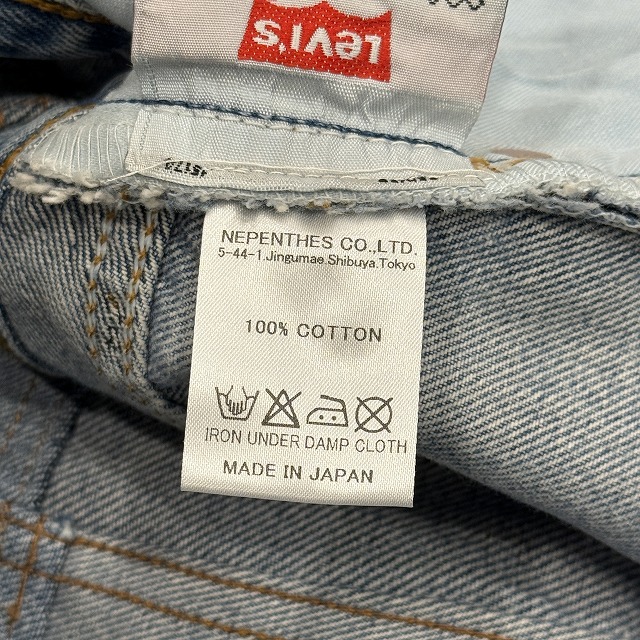 Levi's
NEPENTHES CO.,LTD.
5-44-1.Jingumae.Shibuya.Tokyo
100% COTTON
IRON UNDER DAMP CLOTH
MADE IN JAPAN